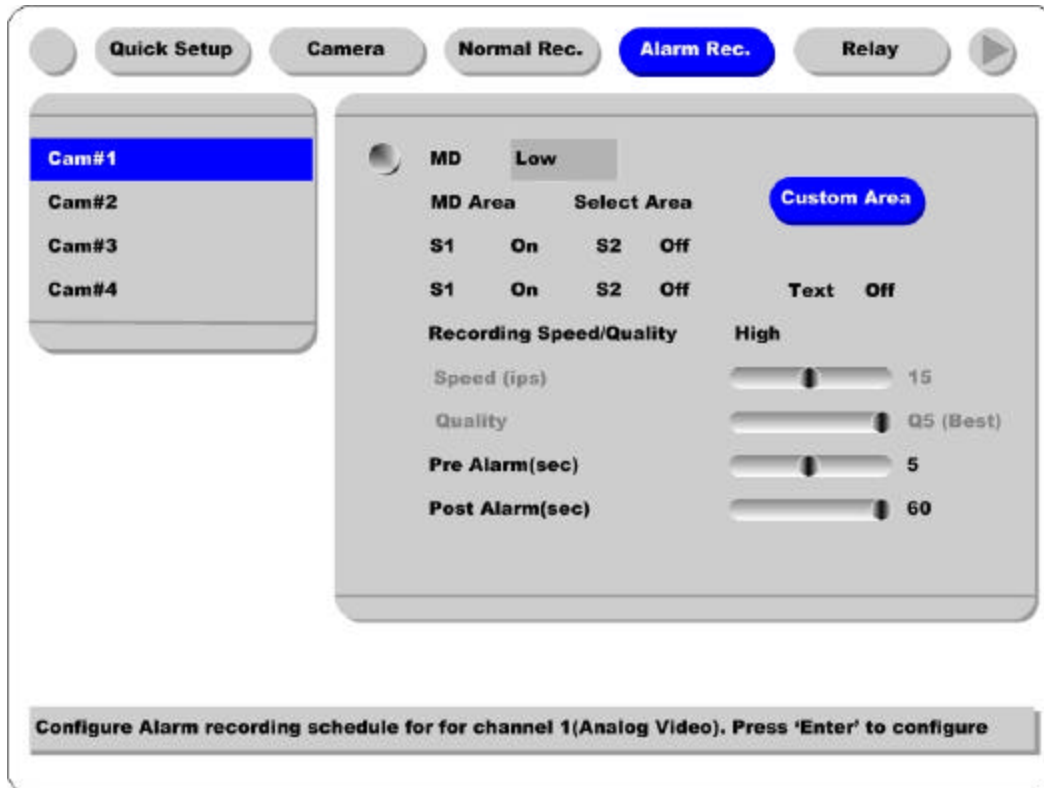 Quick Setup Camera Normal Rec. Alarm Rec. Relay
Cam#1
Cam#2
Cam#3
Cam#4
MD Low
MD Area Select Area Custom Area
S1 On S2 Off
S1 On S2 Off Text Off
Recording Speed/Quality High
Speed (ips) 15
Quality Q5 (Best)
Pre Alarm(sec) 5
Post Alarm(sec) 60
Configure Alarm recording schedule for for channel 1(Analog Video). Press ‘Enter’ to configure